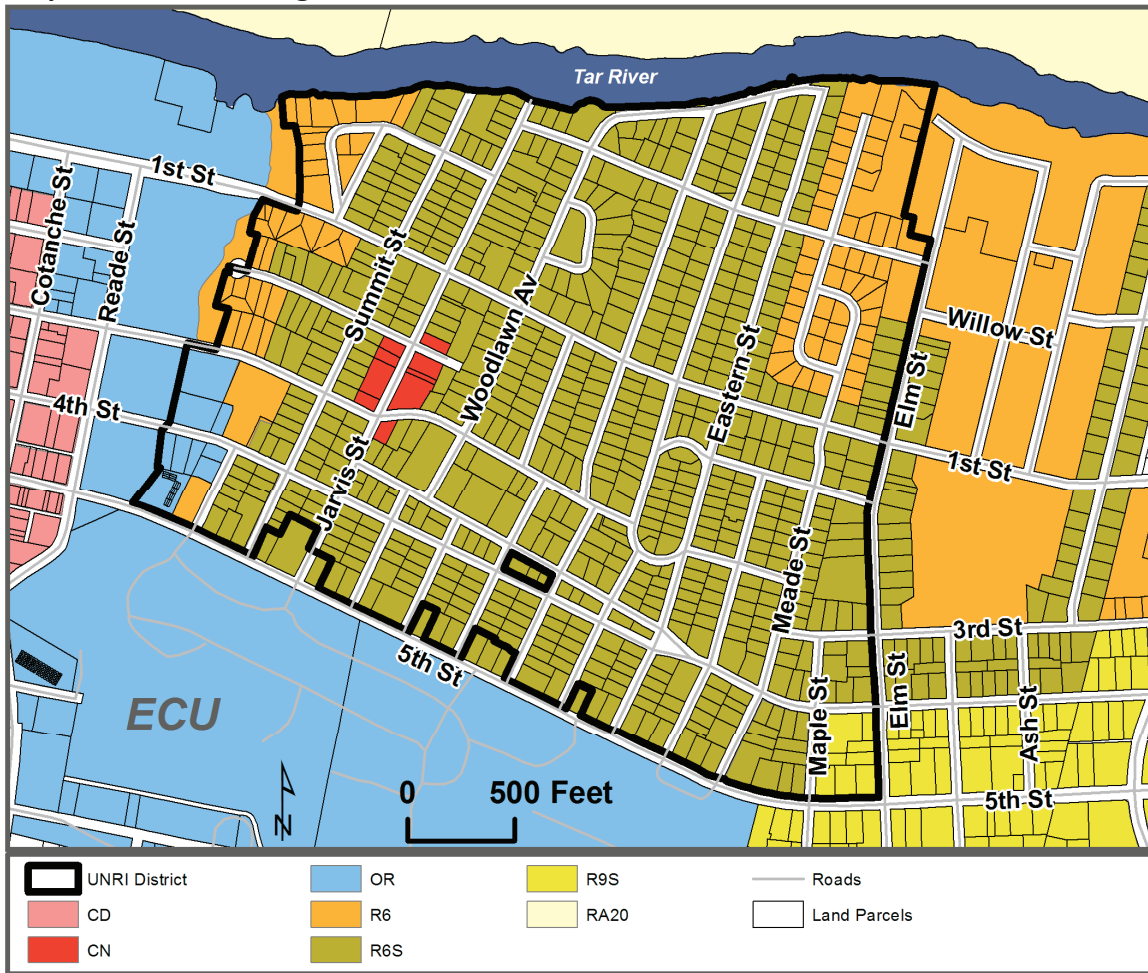 Tar River
1st St
Cotanche St
Reade St
Summit St
Woodlawn Av
Willow St
Elm St
Eastern St
4th St
1st St
Jarvis St
Meade St
3rd St
5th St
ECU
Maple St
Elm St
Ash St
0 500 Feet
5th St
N
UNRI District
OR
R9S
Roads
CD
R6
RA20
Land Parcels
CN
R6S